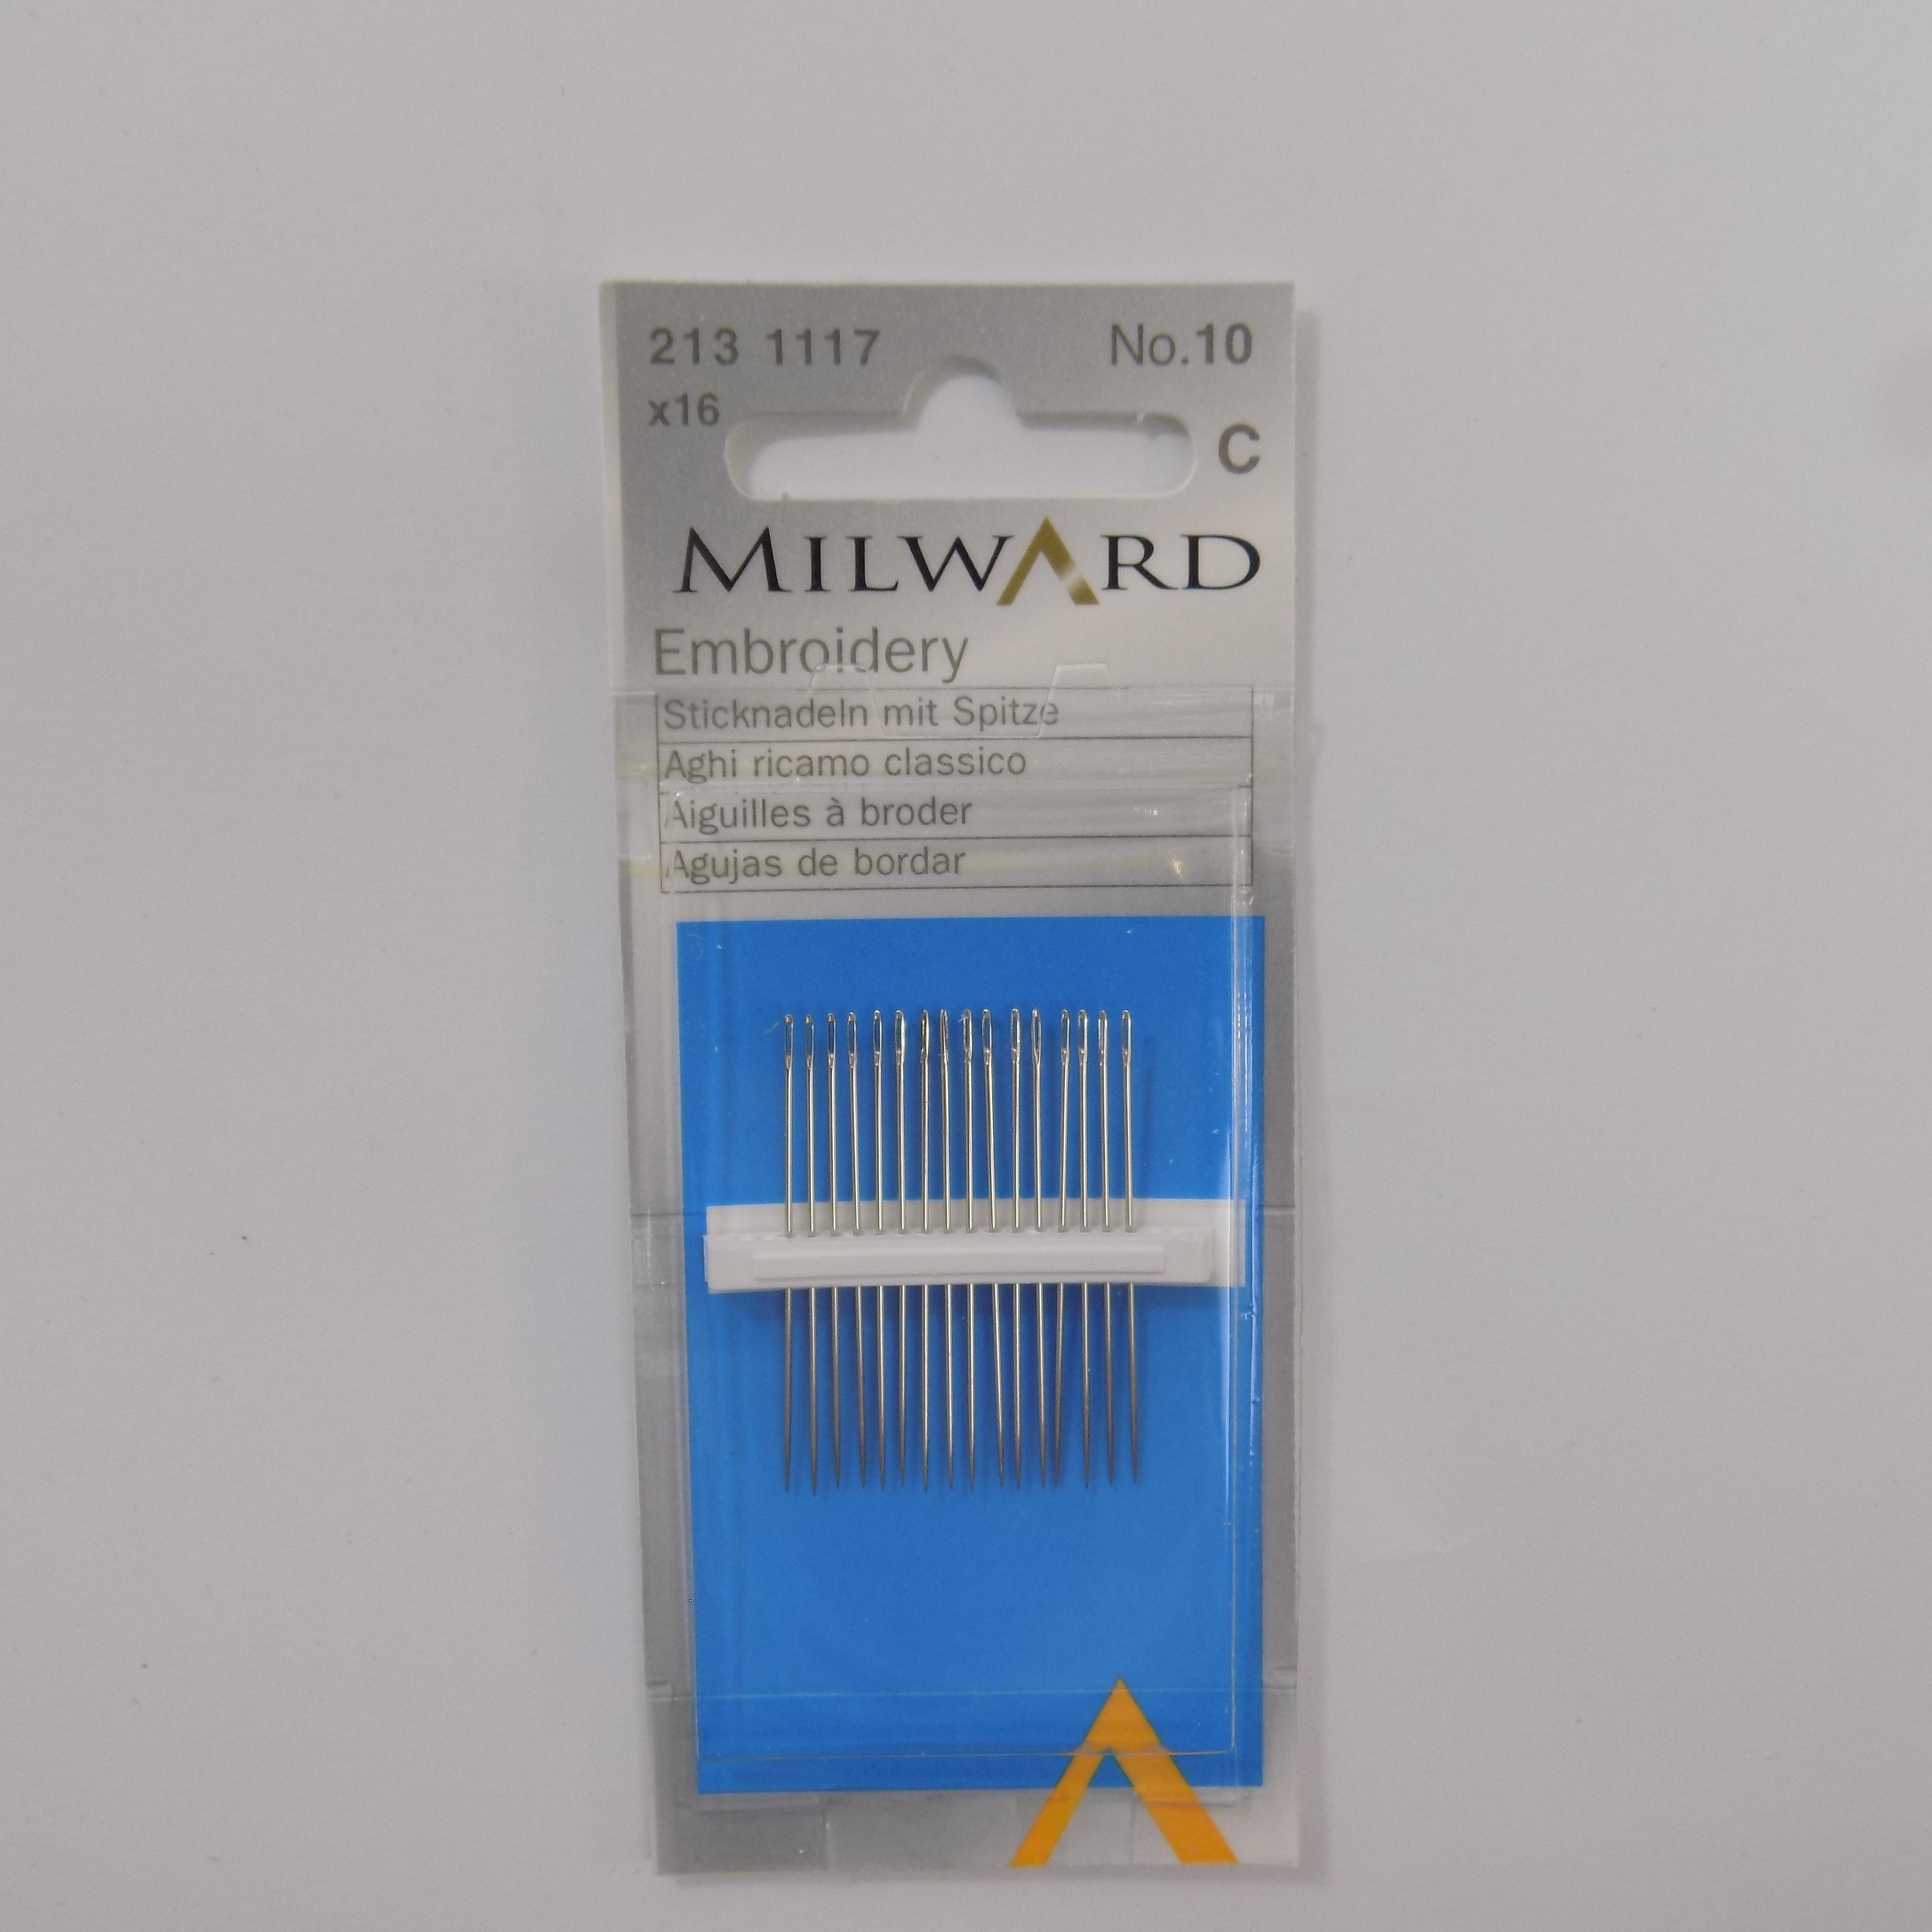 213 1117 No.10
x16 C
MILWARD
Embroidery
Sticknadeln mit Spitze
Aghi ricamo classico
Aiguilles à broder
Agujas de bordar